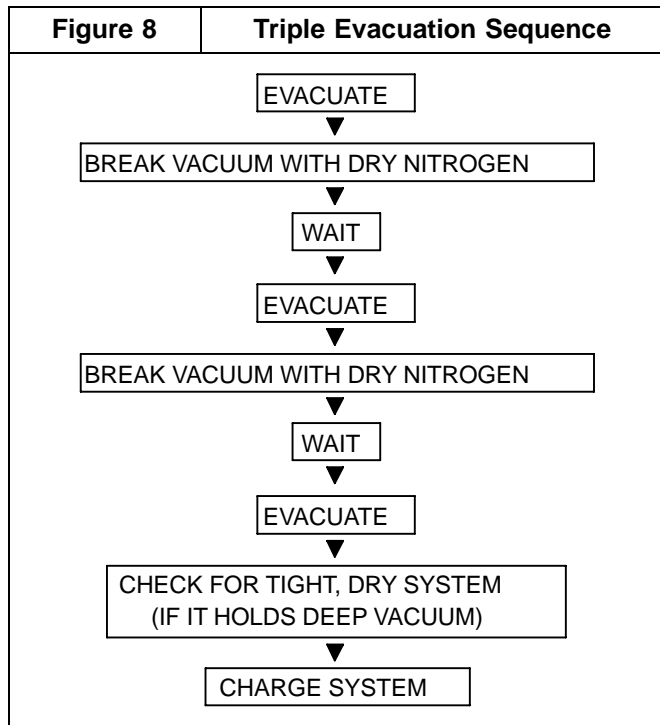 Figure 8 Triple Evacuation Sequence
EVACUATE
BREAK VACUUM WITH DRY NITROGEN
WAIT
EVACUATE
BREAK VACUUM WITH DRY NITROGEN
WAIT
EVACUATE
CHECK FOR TIGHT, DRY SYSTEM
(IF IT HOLDS DEEP VACUUM)
CHARGE SYSTEM